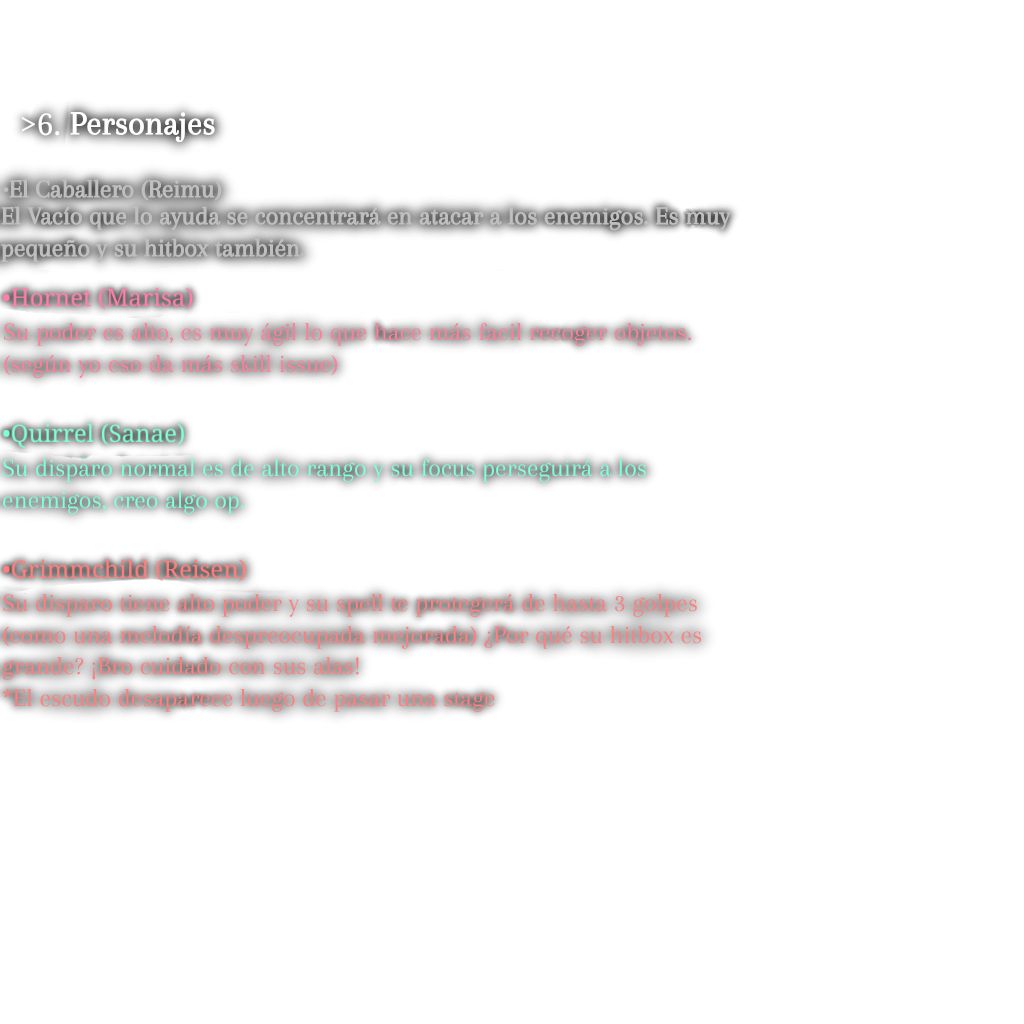 >6. Personajes
•El Caballero (Reimu)
El Vacío que lo ayuda se concentrará en atacar a los enemigos. Es muy
pequeño y su hitbox también.
•Hornet (Marisa)
Su poder es alto, es muy ágil lo que hace más facil recoger objetos.
(según yo eso da más skill issue)
•Quirrel (Sanae)
Su disparo normal es de alto rango y su focus perseguirá a los
enemigos, creo algo op.
•Grimmchild (Reisen)
Su disparo tiene alto poder y su spell te protegerá de hasta 3 golpes
(como una melodía despreocupada mejorada) ¿Por qué su hitbox es
grande? ¡Bro cuidado con sus alas!
*El escudo desaparece luego de pasar una stage